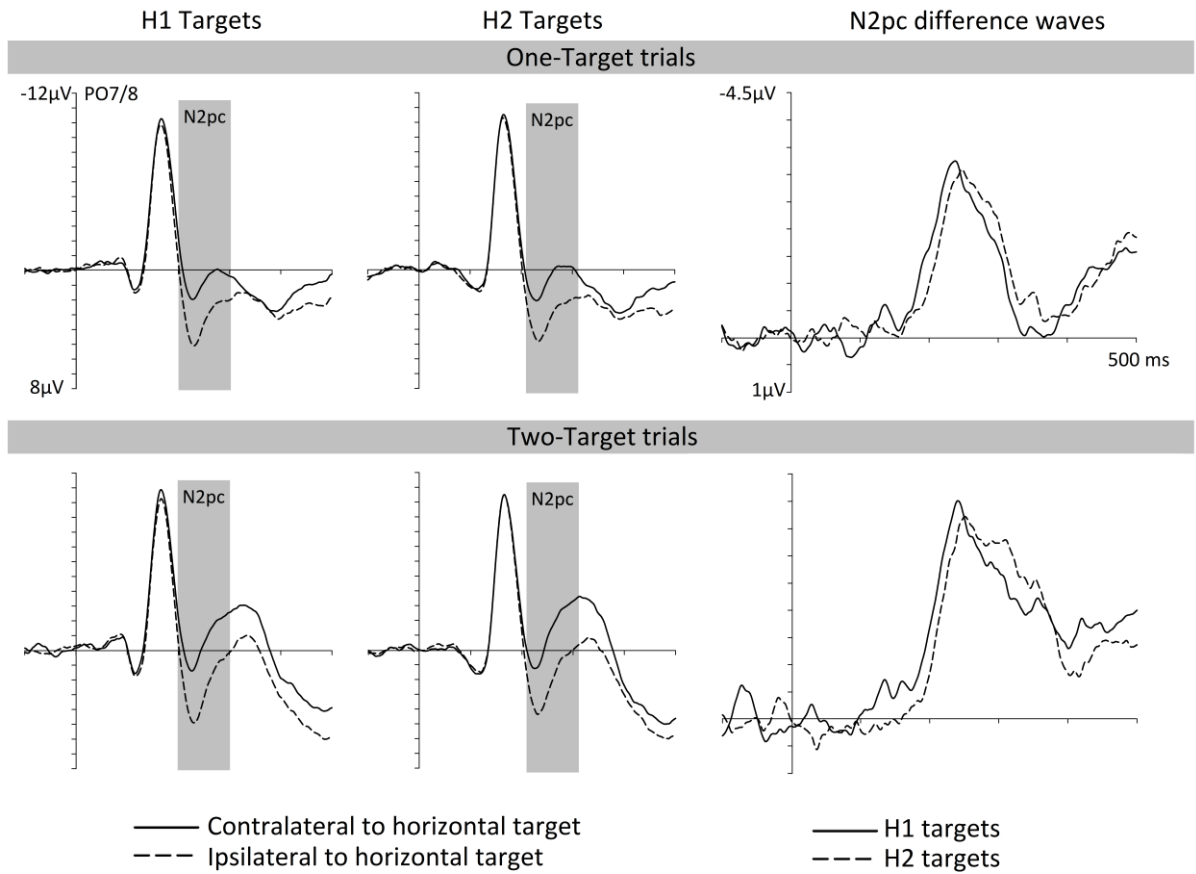 H1 Targets H2 Targets N2pc difference waves
One-Target trials
-12µV PO7/8 -4.5µV
N2pc N2pc
500 ms
8µV 1µV
Two-Target trials
N2pc N2pc
Contralateral to horizontal target H1 targets
Ipsilateral to horizontal target H2 targets